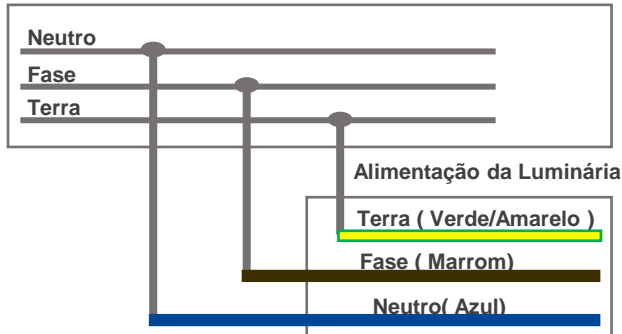 Neutro
Fase
Terra
Alimentação da Luminária
Terra ( Verde/Amarelo )
Fase ( Marrom)
Neutro( Azul)